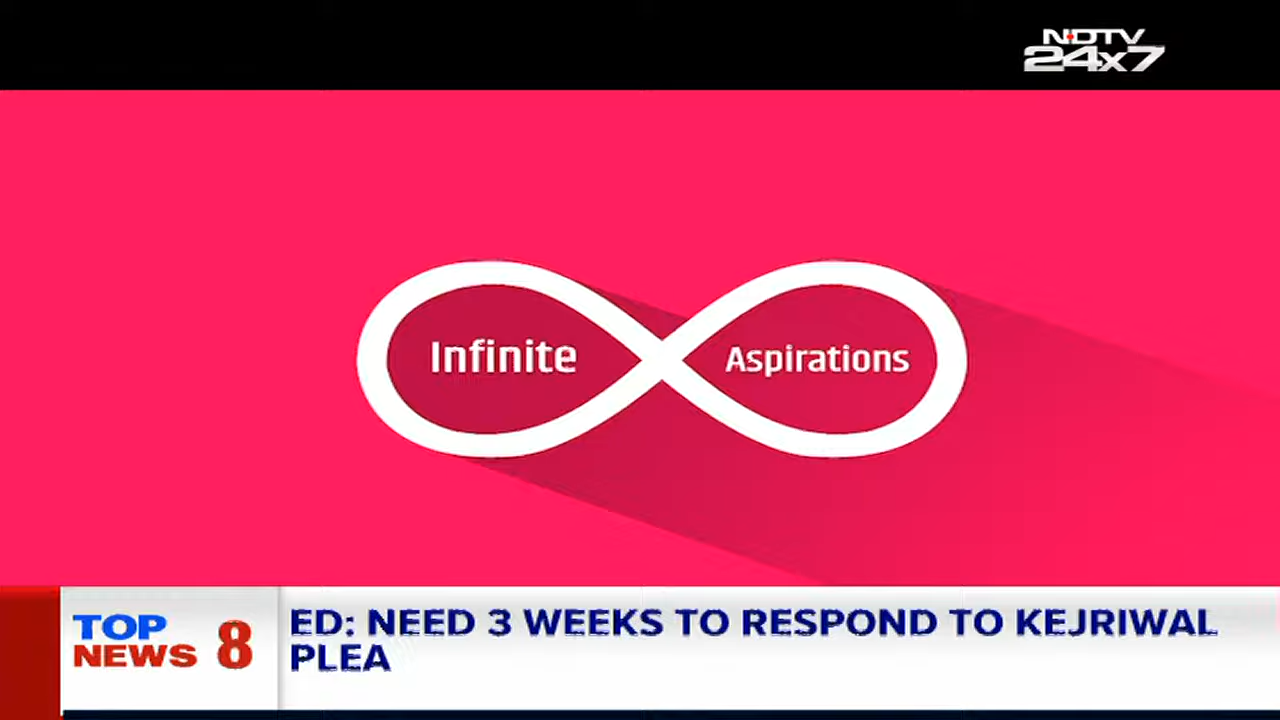 NDTV
24x7
Infinite
Aspirations
TOP
NEWS
8
ED: NEED 3 WEEKS TO RESPOND TO KEJRIWAL
PLEA